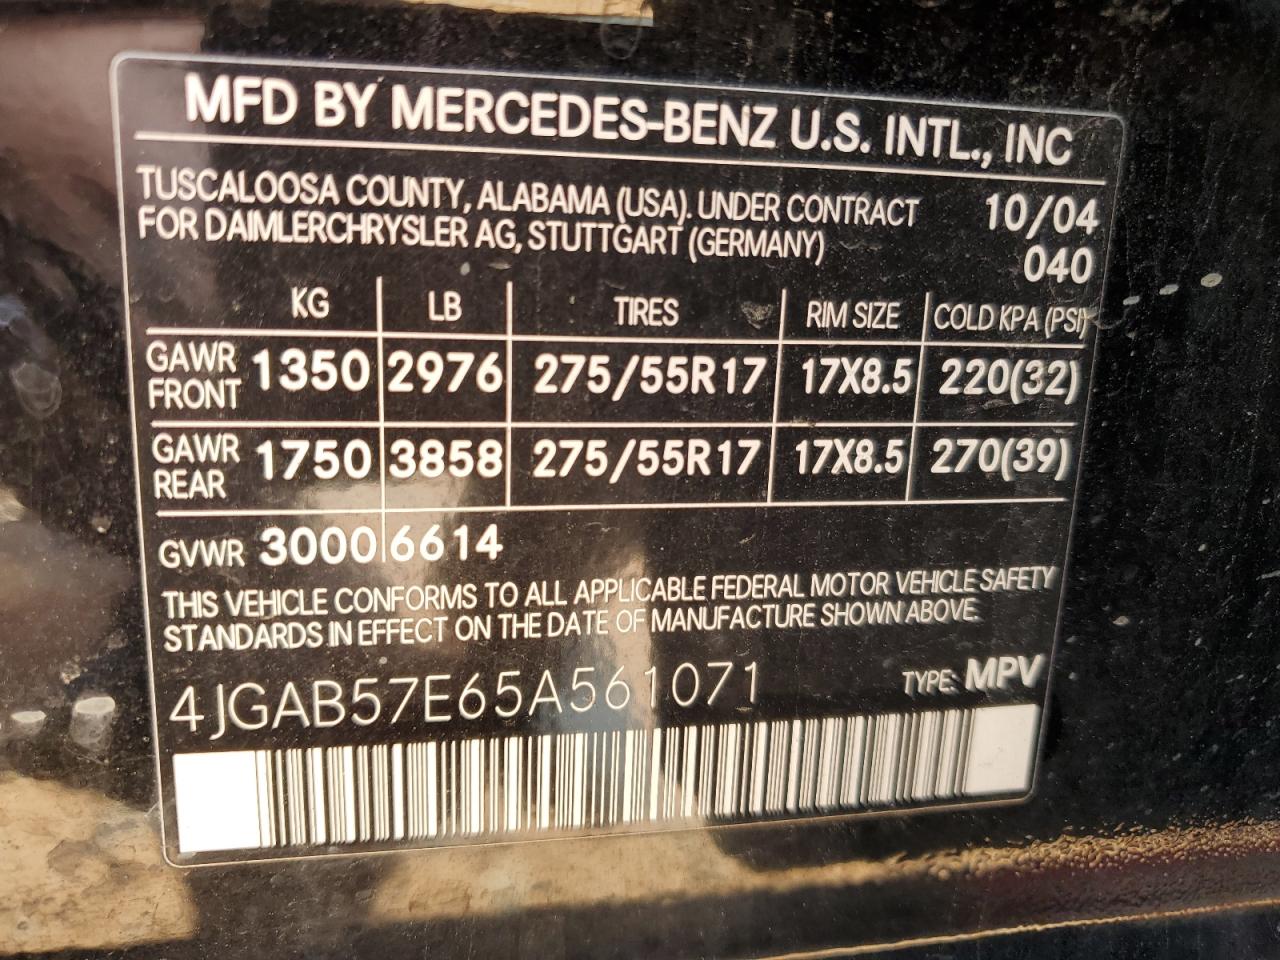 MFD BY MERCEDES-BENZ U.S. INTL., INC
TUSCALOOSA COUNTY, ALABAMA (USA). UNDER CONTRACT 10/04
FOR DAIMLERCHRYSLER AG, STUTTGART (GERMANY) 040
KG LB TIRES RIM SIZE COLD KPA (PSI)
GAWR FRONT 1350 2976 275/55R17 17X8.5 220(32)
GAWR REAR 1750 3858 275/55R17 17X8.5 270(39)
GVWR 3000 6614
THIS VEHICLE CONFORMS TO ALL APPLICABLE FEDERAL MOTOR VEHICLE SAFETY
STANDARDS IN EFFECT ON THE DATE OF MANUFACTURE SHOWN ABOVE.
4JGAB57E65A561071 TYPE: MPV